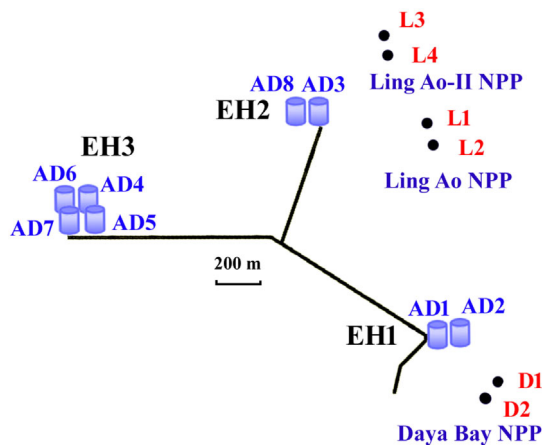 L3
L4
Ling Ao-II NPP
AD8 AD3
EH2
L1
L2
Ling Ao NPP
EH3
AD6 AD4
AD7 AD5
200 m
AD1 AD2
EH1
D1
D2
Daya Bay NPP